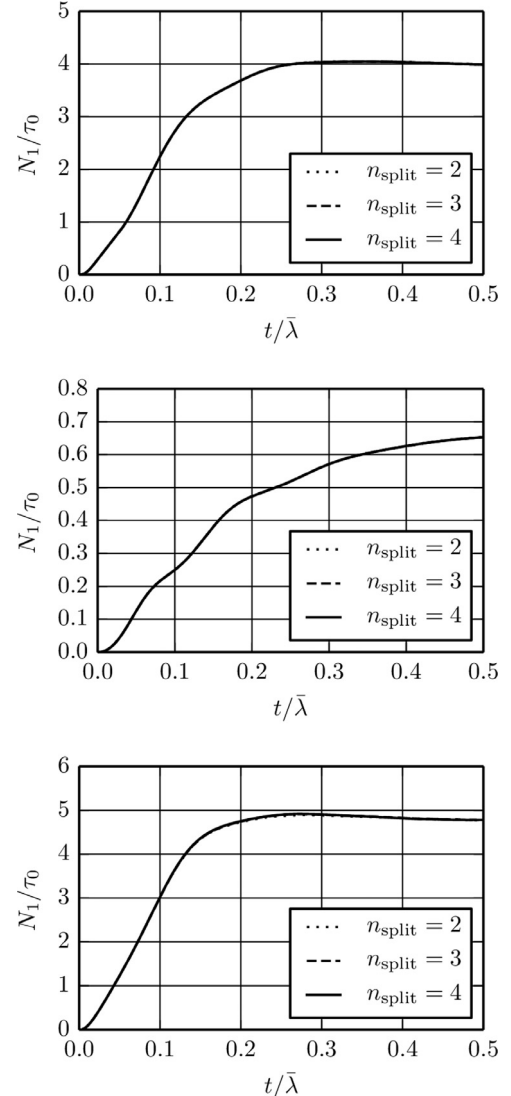 5
4
3
2
1
0
N₁/τ₀
n_split = 2
n_split = 3
n_split = 4
0.0 0.1 0.2 0.3 0.4 0.5
t/λ̄
0.8
0.7
0.6
0.5
0.4
0.3
0.2
0.1
0.0
N₁/τ₀
n_split = 2
n_split = 3
n_split = 4
0.0 0.1 0.2 0.3 0.4 0.5
t/λ̄
6
5
4
3
2
1
0
N₁/τ₀
n_split = 2
n_split = 3
n_split = 4
0.0 0.1 0.2 0.3 0.4 0.5
t/λ̄